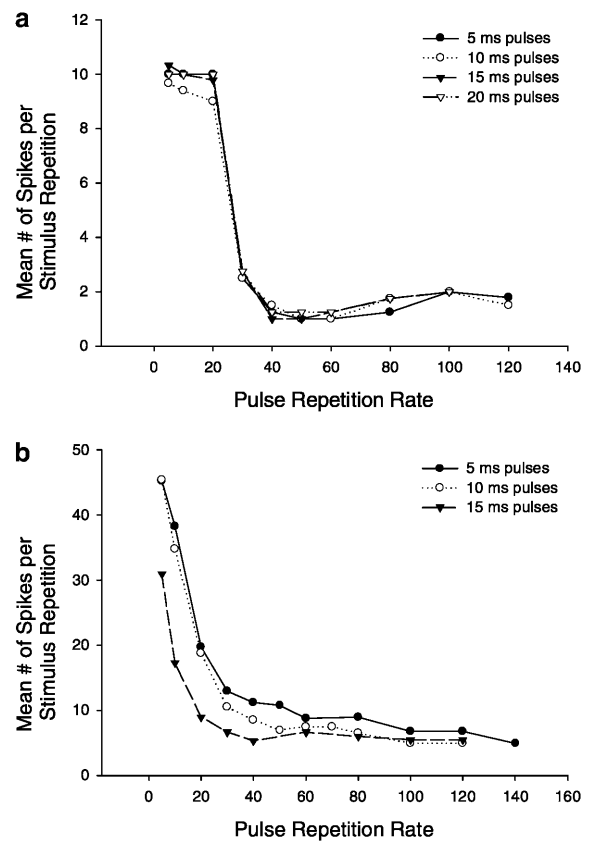 a
12
10
8
6
4
2
0
Mean # of Spikes per
Stimulus Repetition
5 ms pulses
10 ms pulses
15 ms pulses
20 ms pulses
0 20 40 60 80 100 120 140
Pulse Repetition Rate
b
50
40
30
20
10
0
Mean # of Spikes per
Stimulus Repetition
5 ms pulses
10 ms pulses
15 ms pulses
0 20 40 60 80 100 120 140 160
Pulse Repetition Rate